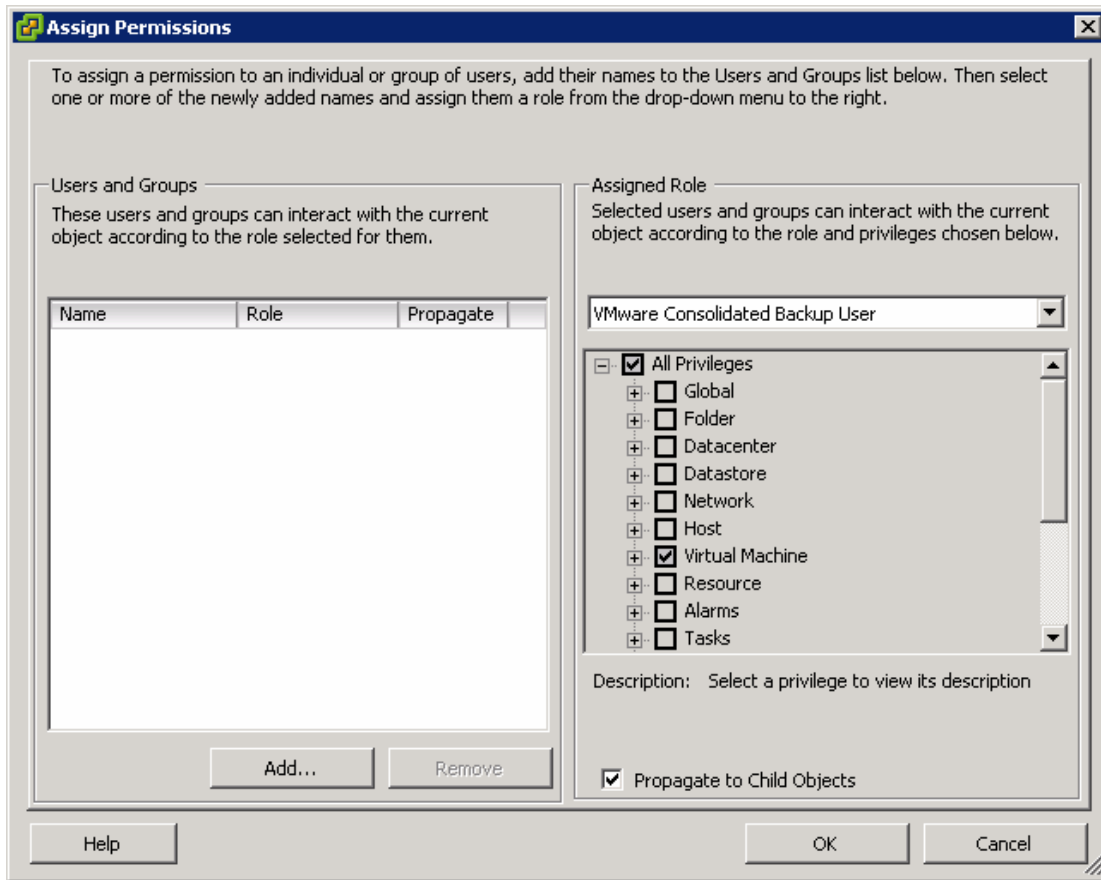 Assign Permissions
To assign a permission to an individual or group of users, add their names to the Users and Groups list below. Then select
one or more of the newly added names and assign them a role from the drop-down menu to the right.
Users and Groups
These users and groups can interact with the current
object according to the role selected for them.
Name Role Propagate
Add...
Remove
Assigned Role
Selected users and groups can interact with the current
object according to the role and privileges chosen below.
VMware Consolidated Backup User
All Privileges
Global
Folder
Datacenter
Datastore
Network
Host
Virtual Machine
Resource
Alarms
Tasks
Description: Select a privilege to view its description
Propagate to Child Objects
Help
OK
Cancel